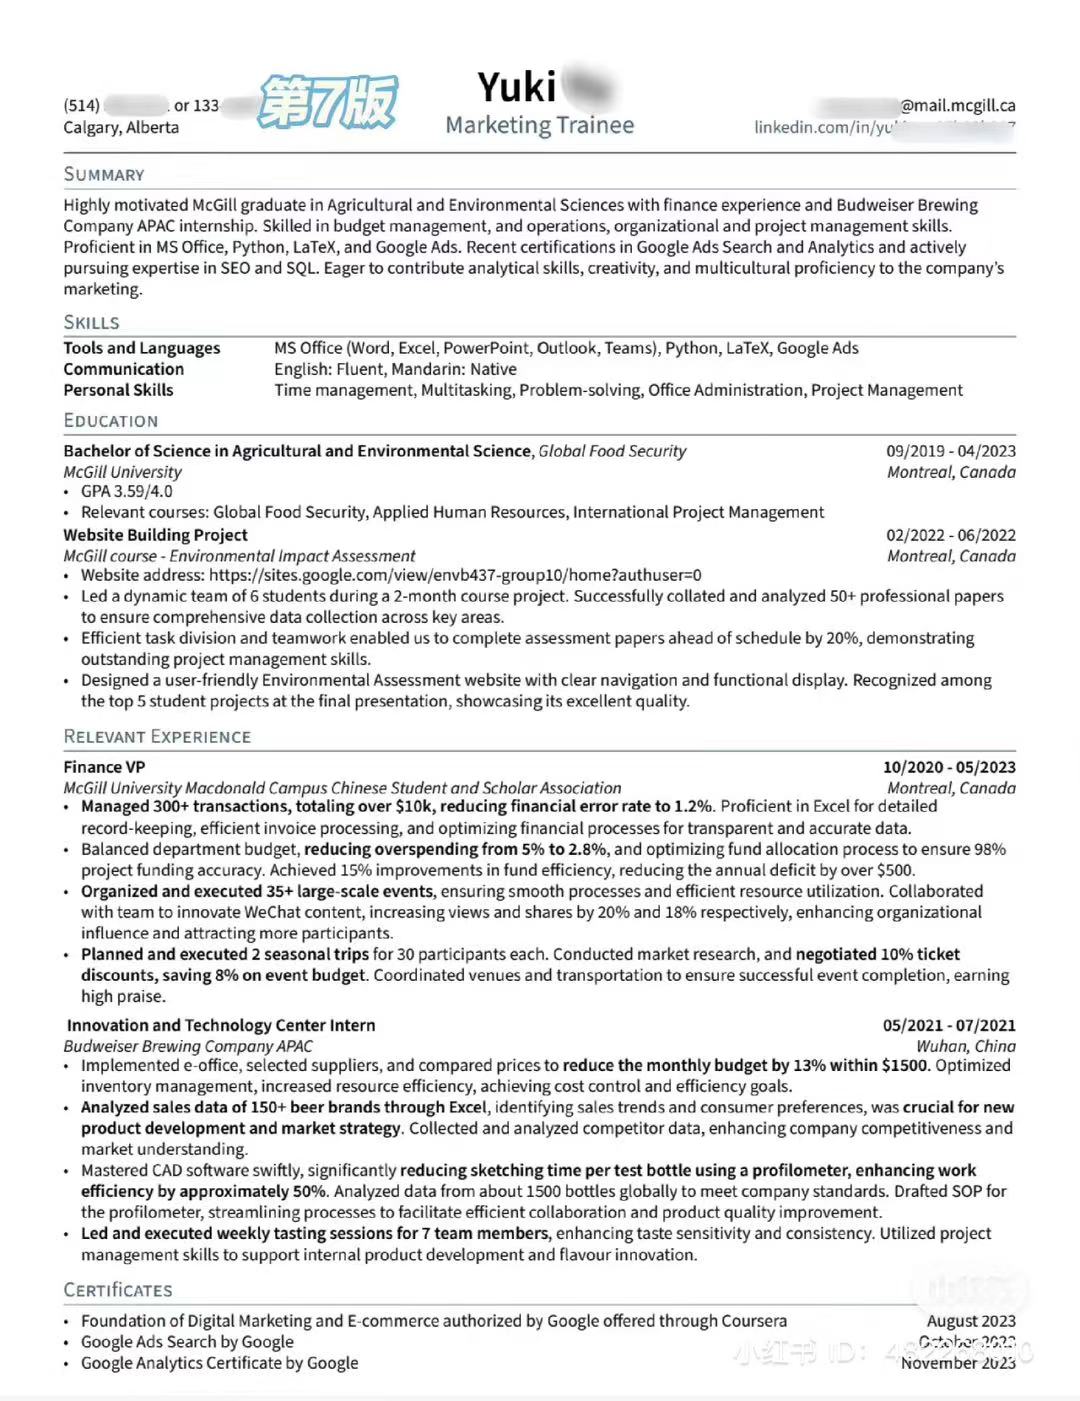 Yuki
Marketing Trainee
(514) or 133-
Calgary, Alberta
第7版
@mail.mcgill.ca
linkedin.com/in/yu
SUMMARY
Highly motivated McGill graduate in Agricultural and Environmental Sciences with finance experience and Budweiser Brewing
Company APAC internship. Skilled in budget management, and operations, organizational and project management skills.
Proficient in MS Office, Python, LaTeX, and Google Ads. Recent certifications in Google Ads Search and Analytics and actively
pursuing expertise in SEO and SQL. Eager to contribute analytical skills, creativity, and multicultural proficiency to the company's
marketing.
SKILLS
Tools and Languages MS Office (Word, Excel, PowerPoint, Outlook, Teams), Python, LaTeX, Google Ads
Communication English: Fluent, Mandarin: Native
Personal Skills Time management, Multitasking, Problem-solving, Office Administration, Project Management
EDUCATION
Bachelor of Science in Agricultural and Environmental Science, Global Food Security 09/2019 - 04/2023
McGill University Montreal, Canada
• GPA 3.59/4.0
• Relevant courses: Global Food Security, Applied Human Resources, International Project Management
Website Building Project 02/2022 - 06/2022
McGill course - Environmental Impact Assessment Montreal, Canada
• Website address: https://sites.google.com/view/envb437-group10/home?authuser=0
• Led a dynamic team of 6 students during a 2-month course project. Successfully collated and analyzed 50+ professional papers
to ensure comprehensive data collection across key areas.
• Efficient task division and teamwork enabled us to complete assessment papers ahead of schedule by 20%, demonstrating
outstanding project management skills.
• Designed a user-friendly Environmental Assessment website with clear navigation and functional display. Recognized among
the top 5 student projects at the final presentation, showcasing its excellent quality.
RELEVANT EXPERIENCE
Finance VP 10/2020 - 05/2023
McGill University Macdonald Campus Chinese Student and Scholar Association Montreal, Canada
• Managed 300+ transactions, totaling over $10k, reducing financial error rate to 1.2%. Proficient in Excel for detailed
record-keeping, efficient invoice processing, and optimizing financial processes for transparent and accurate data.
• Balanced department budget, reducing overspending from 5% to 2.8%, and optimizing fund allocation process to ensure 98%
project funding accuracy. Achieved 15% improvements in fund efficiency, reducing the annual deficit by over $500.
• Organized and executed 35+ large-scale events, ensuring smooth processes and efficient resource utilization. Collaborated
with team to innovate WeChat content, increasing views and shares by 20% and 18% respectively, enhancing organizational
influence and attracting more participants.
• Planned and executed 2 seasonal trips for 30 participants each. Conducted market research, and negotiated 10% ticket
discounts, saving 8% on event budget. Coordinated venues and transportation to ensure successful event completion, earning
high praise.
Innovation and Technology Center Intern 05/2021 - 07/2021
Budweiser Brewing Company APAC Wuhan, China
• Implemented e-office, selected suppliers, and compared prices to reduce the monthly budget by 13% within $1500. Optimized
inventory management, increased resource efficiency, achieving cost control and efficiency goals.
• Analyzed sales data of 150+ beer brands through Excel, identifying sales trends and consumer preferences, was crucial for new
product development and market strategy. Collected and analyzed competitor data, enhancing company competitiveness and
market understanding.
• Mastered CAD software swiftly, significantly reducing sketching time per test bottle using a profilometer, enhancing work
efficiency by approximately 50%. Analyzed data from about 1500 bottles globally to meet company standards. Drafted SOP for
the profilometer, streamlining processes to facilitate efficient collaboration and product quality improvement.
• Led and executed weekly tasting sessions for 7 team members, enhancing taste sensitivity and consistency. Utilized project
management skills to support internal product development and flavour innovation.
CERTIfICATES
• Foundation of Digital Marketing and E-commerce authorized by Google offered through Coursera August 2023
• Google Ads Search by Google October 2023
• Google Analytics Certificate by Google November 2023
小红书 ID: